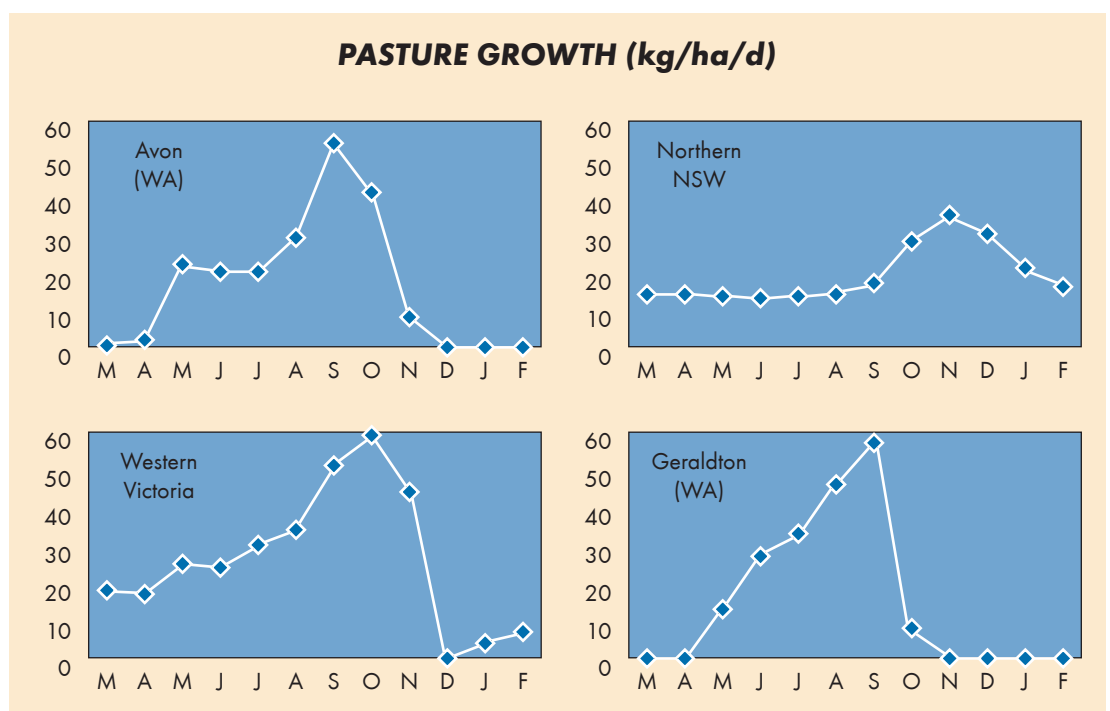 PASTURE GROWTH (kg/ha/d)
60
50
40
30
20
10
0
Avon
(WA)
M A M J J A S O N D J F
60
50
40
30
20
10
0
Northern
NSW
M A M J J A S O N D J F
60
50
40
30
20
10
0
Western
Victoria
M A M J J A S O N D J F
60
50
40
30
20
10
0
Geraldton
(WA)
M A M J J A S O N D J F